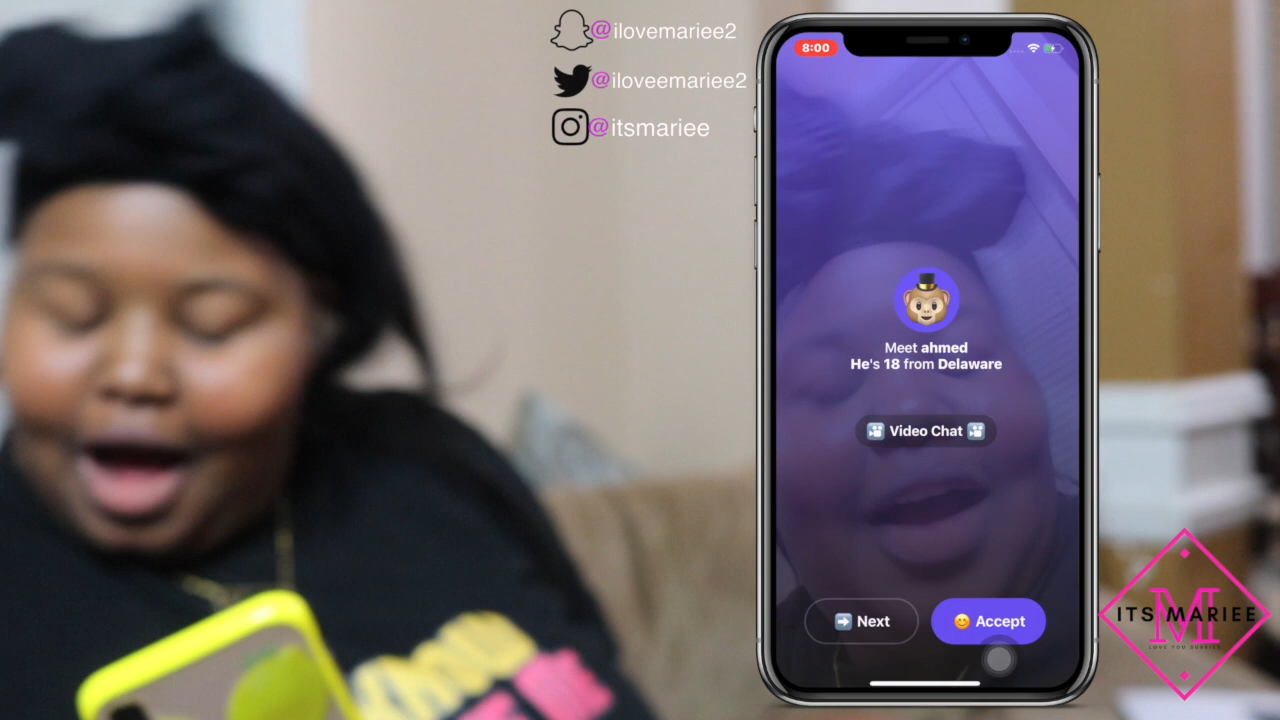 @ilovemariee2
@iloveemariee2
@itsmariee
8:00
Meet ahmed
He's 18 from Delaware
Video Chat
Next
Accept
M
ITS MARIEE